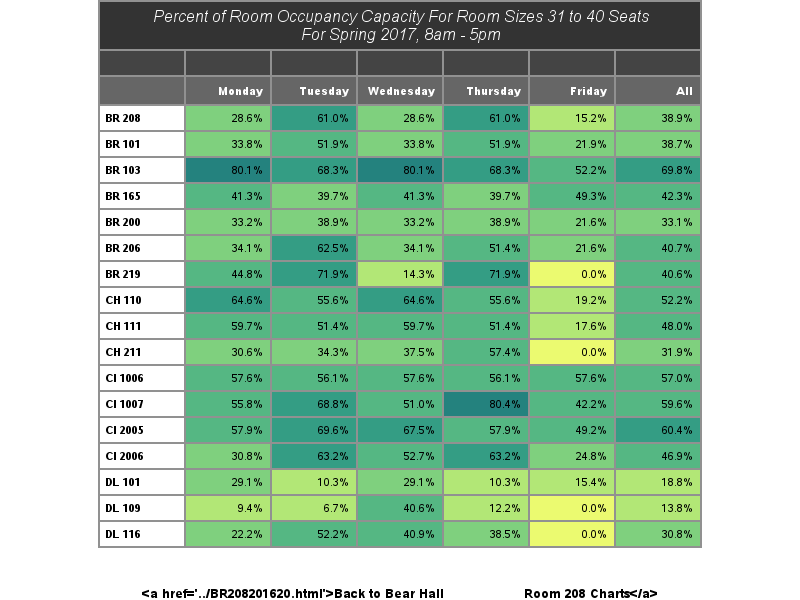 Percent of Room Occupancy Capacity For Room Sizes 31 to 40 Seats
For Spring 2017, 8am - 5pm
Monday Tuesday Wednesday Thursday Friday All
BR 208 28.6% 61.0% 28.6% 61.0% 15.2% 38.9%
BR 101 33.8% 51.9% 33.8% 51.9% 21.9% 38.7%
BR 103 80.1% 68.3% 80.1% 68.3% 52.2% 69.8%
BR 165 41.3% 39.7% 41.3% 39.7% 49.3% 42.3%
BR 200 33.2% 38.9% 33.2% 38.9% 21.6% 33.1%
BR 206 34.1% 62.5% 34.1% 51.4% 21.6% 40.7%
BR 219 44.8% 71.9% 14.3% 71.9% 0.0% 40.6%
CH 110 64.6% 55.6% 64.6% 55.6% 19.2% 52.2%
CH 111 59.7% 51.4% 59.7% 51.4% 17.6% 48.0%
CH 211 30.6% 34.3% 37.5% 57.4% 0.0% 31.9%
CI 1006 57.6% 56.1% 57.6% 56.1% 57.6% 57.0%
CI 1007 55.8% 68.8% 51.0% 80.4% 42.2% 59.6%
CI 2005 57.9% 69.6% 67.5% 57.9% 49.2% 60.4%
CI 2006 30.8% 63.2% 52.7% 63.2% 24.8% 46.9%
DL 101 29.1% 10.3% 29.1% 10.3% 15.4% 18.8%
DL 109 9.4% 6.7% 40.6% 12.2% 0.0% 13.8%
DL 116 22.2% 52.2% 40.9% 38.5% 0.0% 30.8%
<a href='../BR208201620.html'>Back to Bear Hall Room 208 Charts</a>